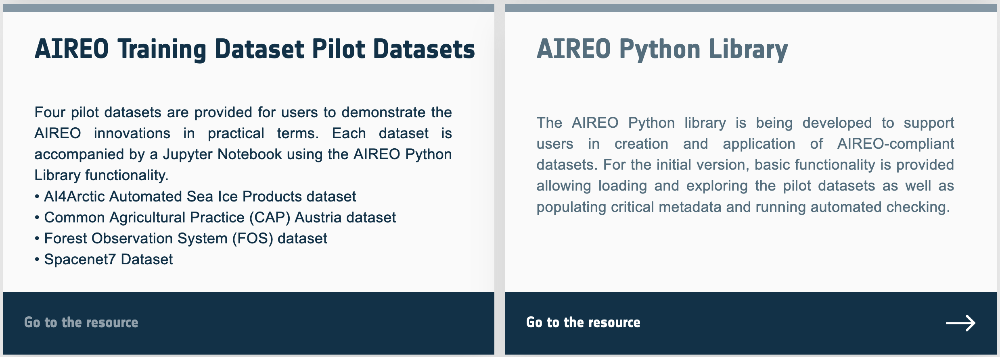 AIREO Training Dataset Pilot Datasets
Four pilot datasets are provided for users to demonstrate the
AIREO innovations in practical terms. Each dataset is
accompanied by a Jupyter Notebook using the AIREO Python
Library functionality.
• AI4Arctic Automated Sea Ice Products dataset
• Common Agricultural Practice (CAP) Austria dataset
• Forest Observation System (FOS) dataset
• Spacenet7 Dataset
Go to the resource
AIREO Python Library
The AIREO Python library is being developed to support
users in creation and application of AIREO-compliant
datasets. For the initial version, basic functionality is provided
allowing loading and exploring the pilot datasets as well as
populating critical metadata and running automated checking.
Go to the resource